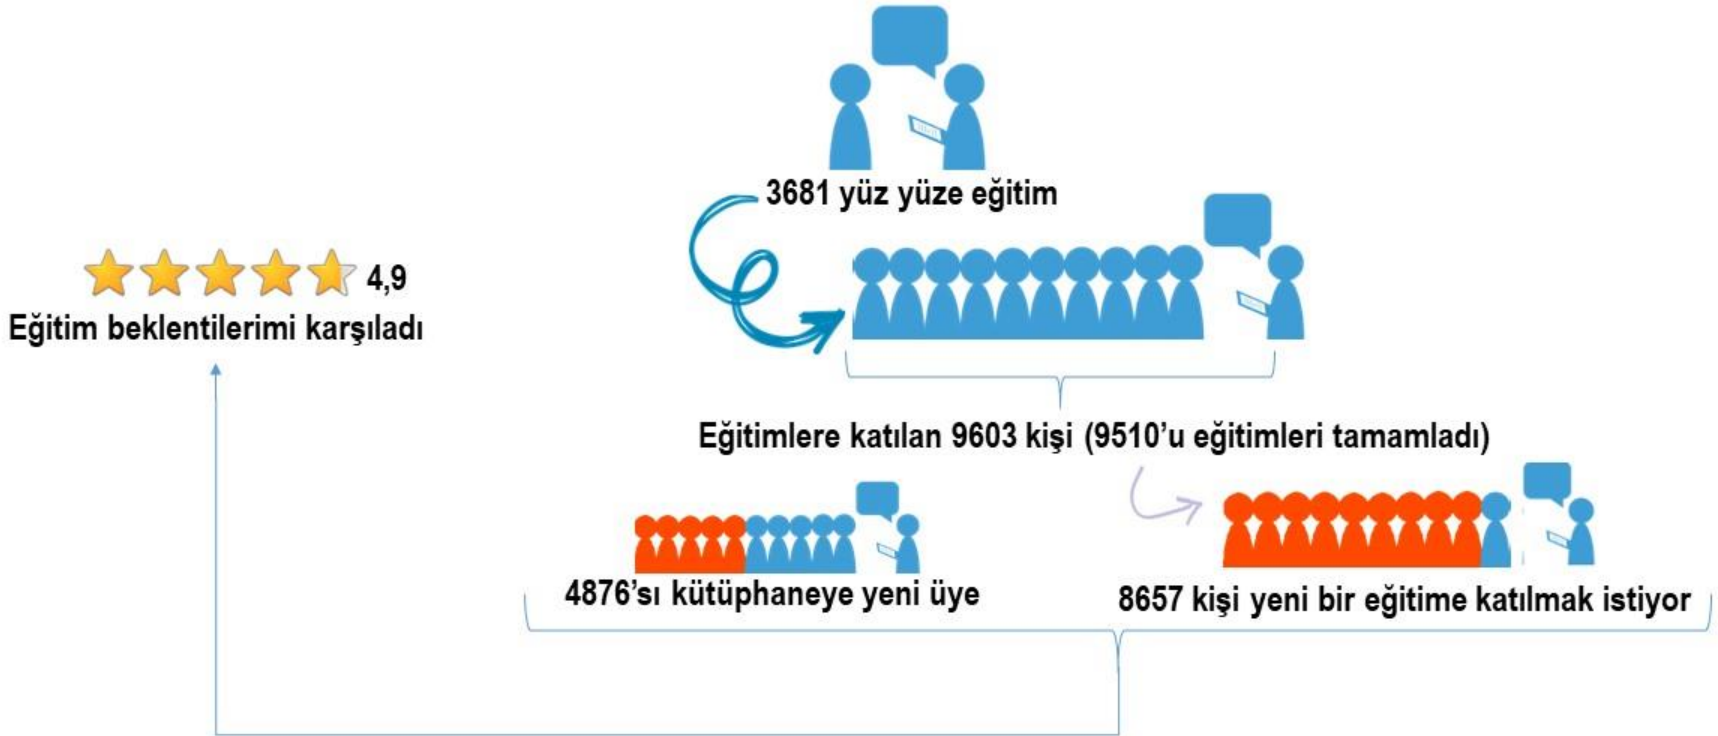 3681 yüz yüze eğitim
4,9
Eğitim beklentilerimi karşıladı
Eğitimlere katılan 9603 kişi (9510’u eğitimleri tamamladı)
4876’sı kütüphaneye yeni üye
8657 kişi yeni bir eğitime katılmak istiyor